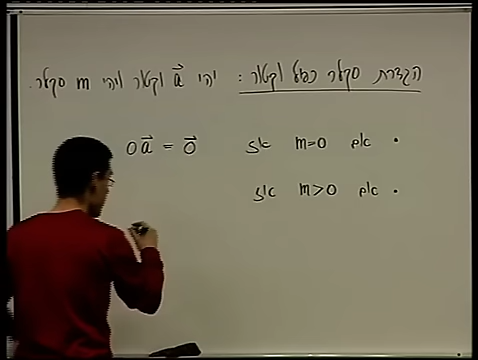 הגדרת סקלר כפול וקטור: יהי a⃗ וקטור ויהי m סקלר.
• אם m=0 אז 0a⃗ = 0⃗
• אם m>0 אז